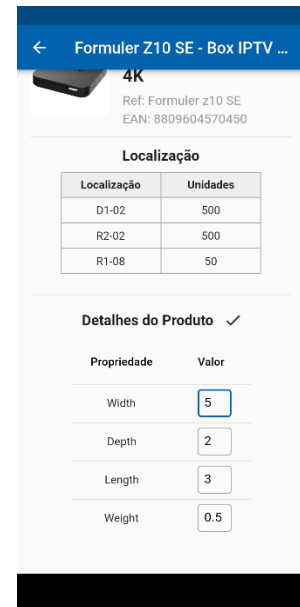 Formuler Z10 SE - Box IPTV ...
4K
Ref: Formuler z10 SE
EAN: 8809604570450
Localização
Localização Unidades
D1-02 500
R2-02 500
R1-08 50
Detalhes do Produto
Propriedade Valor
Width 5
Depth 2
Length 3
Weight 0.5